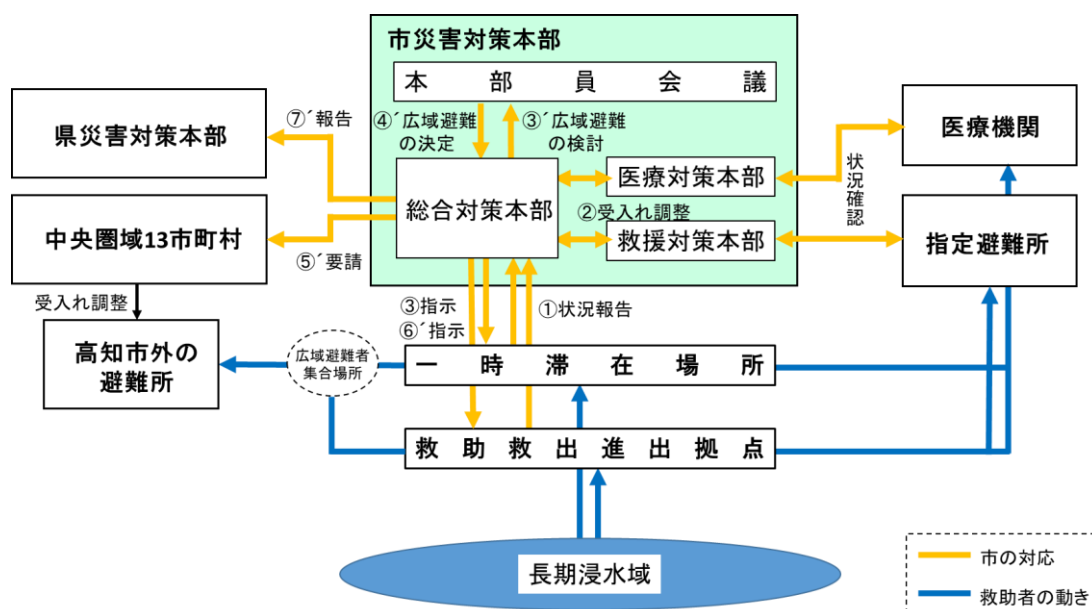 市災害対策本部
本部員会議
県災害対策本部
⑦´報告
④´広域避難
の決定
③´広域避難
の検討
医療機関
状況確認
総合対策本部
医療対策本部
②受入れ調整
救援対策本部
中央圏域13市町村
⑤´要請
指定避難所
受入れ調整
③指示
⑥´指示
①状況報告
高知市外の
避難所
広域避難者
集合場所
一時滞在場所
救助救出進出拠点
長期浸水域
市の対応
救助者の動き